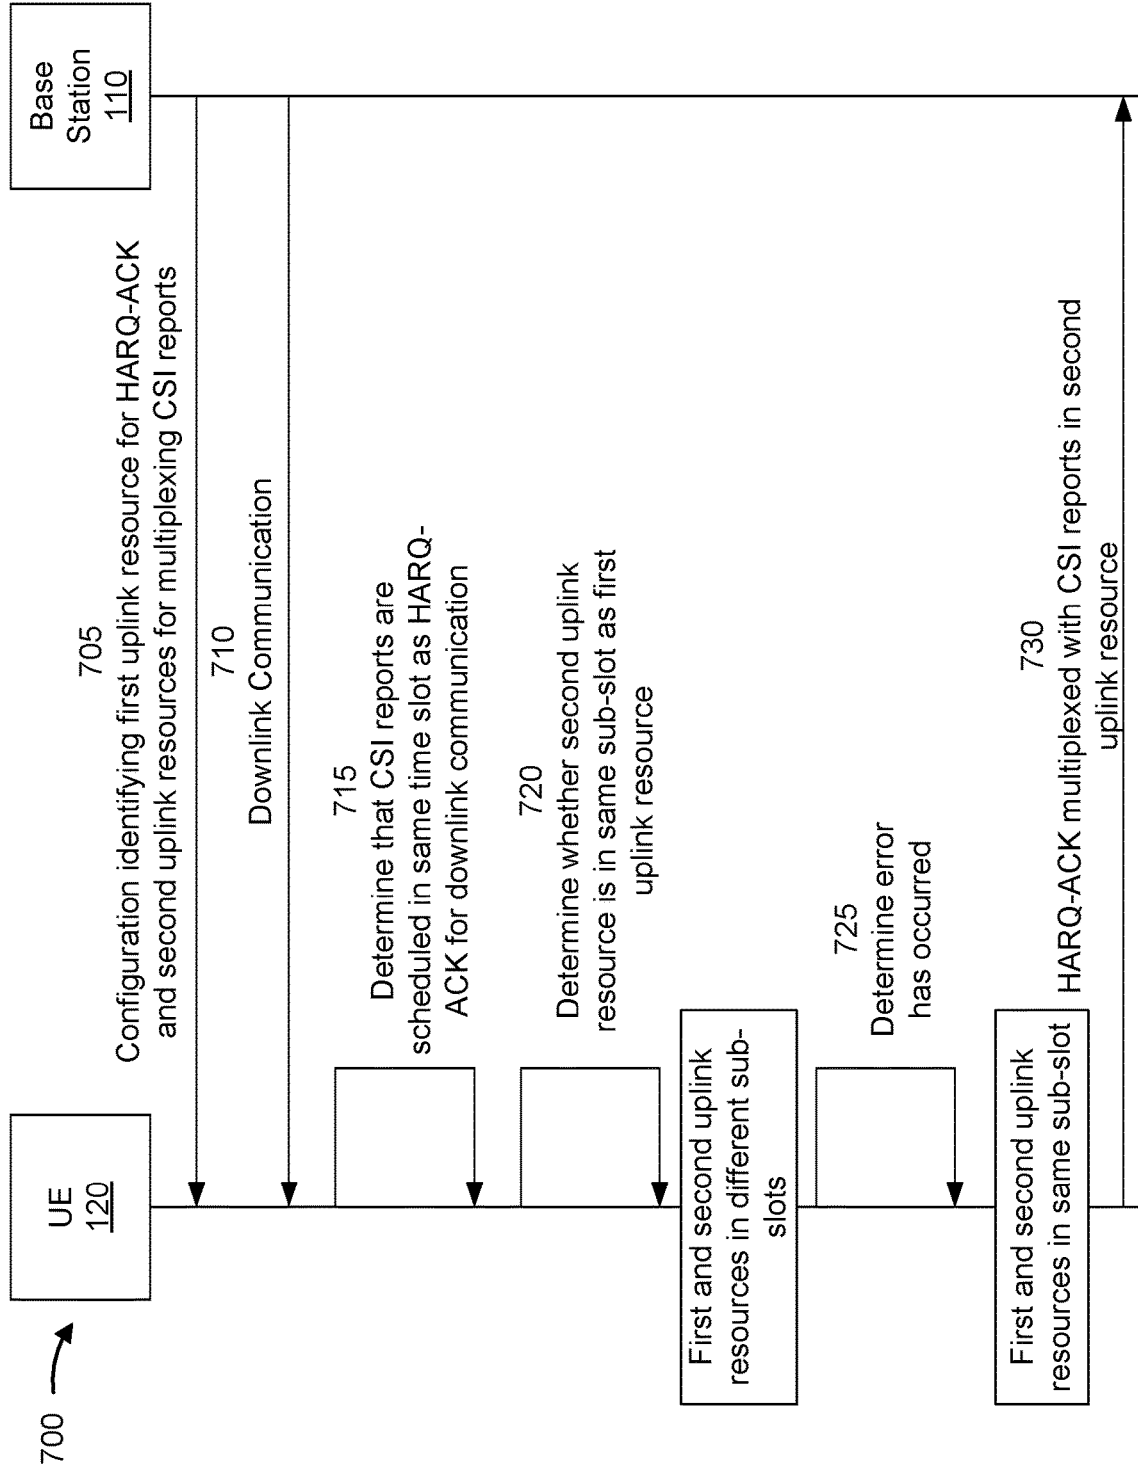 700
UE
120
Base
Station
110
705
Configuration identifying first uplink resource for HARQ-ACK
and second uplink resources for multiplexing CSI reports
710
Downlink Communication
715
Determine that CSI reports are
scheduled in same time slot as HARQ-
ACK for downlink communication
720
Determine whether second uplink
resource is in same sub-slot as first
uplink resource
First and second uplink
resources in different sub-
slots
725
Determine error
has occurred
First and second uplink
resources in same sub-slot
730
HARQ-ACK multiplexed with CSI reports in second
uplink resource